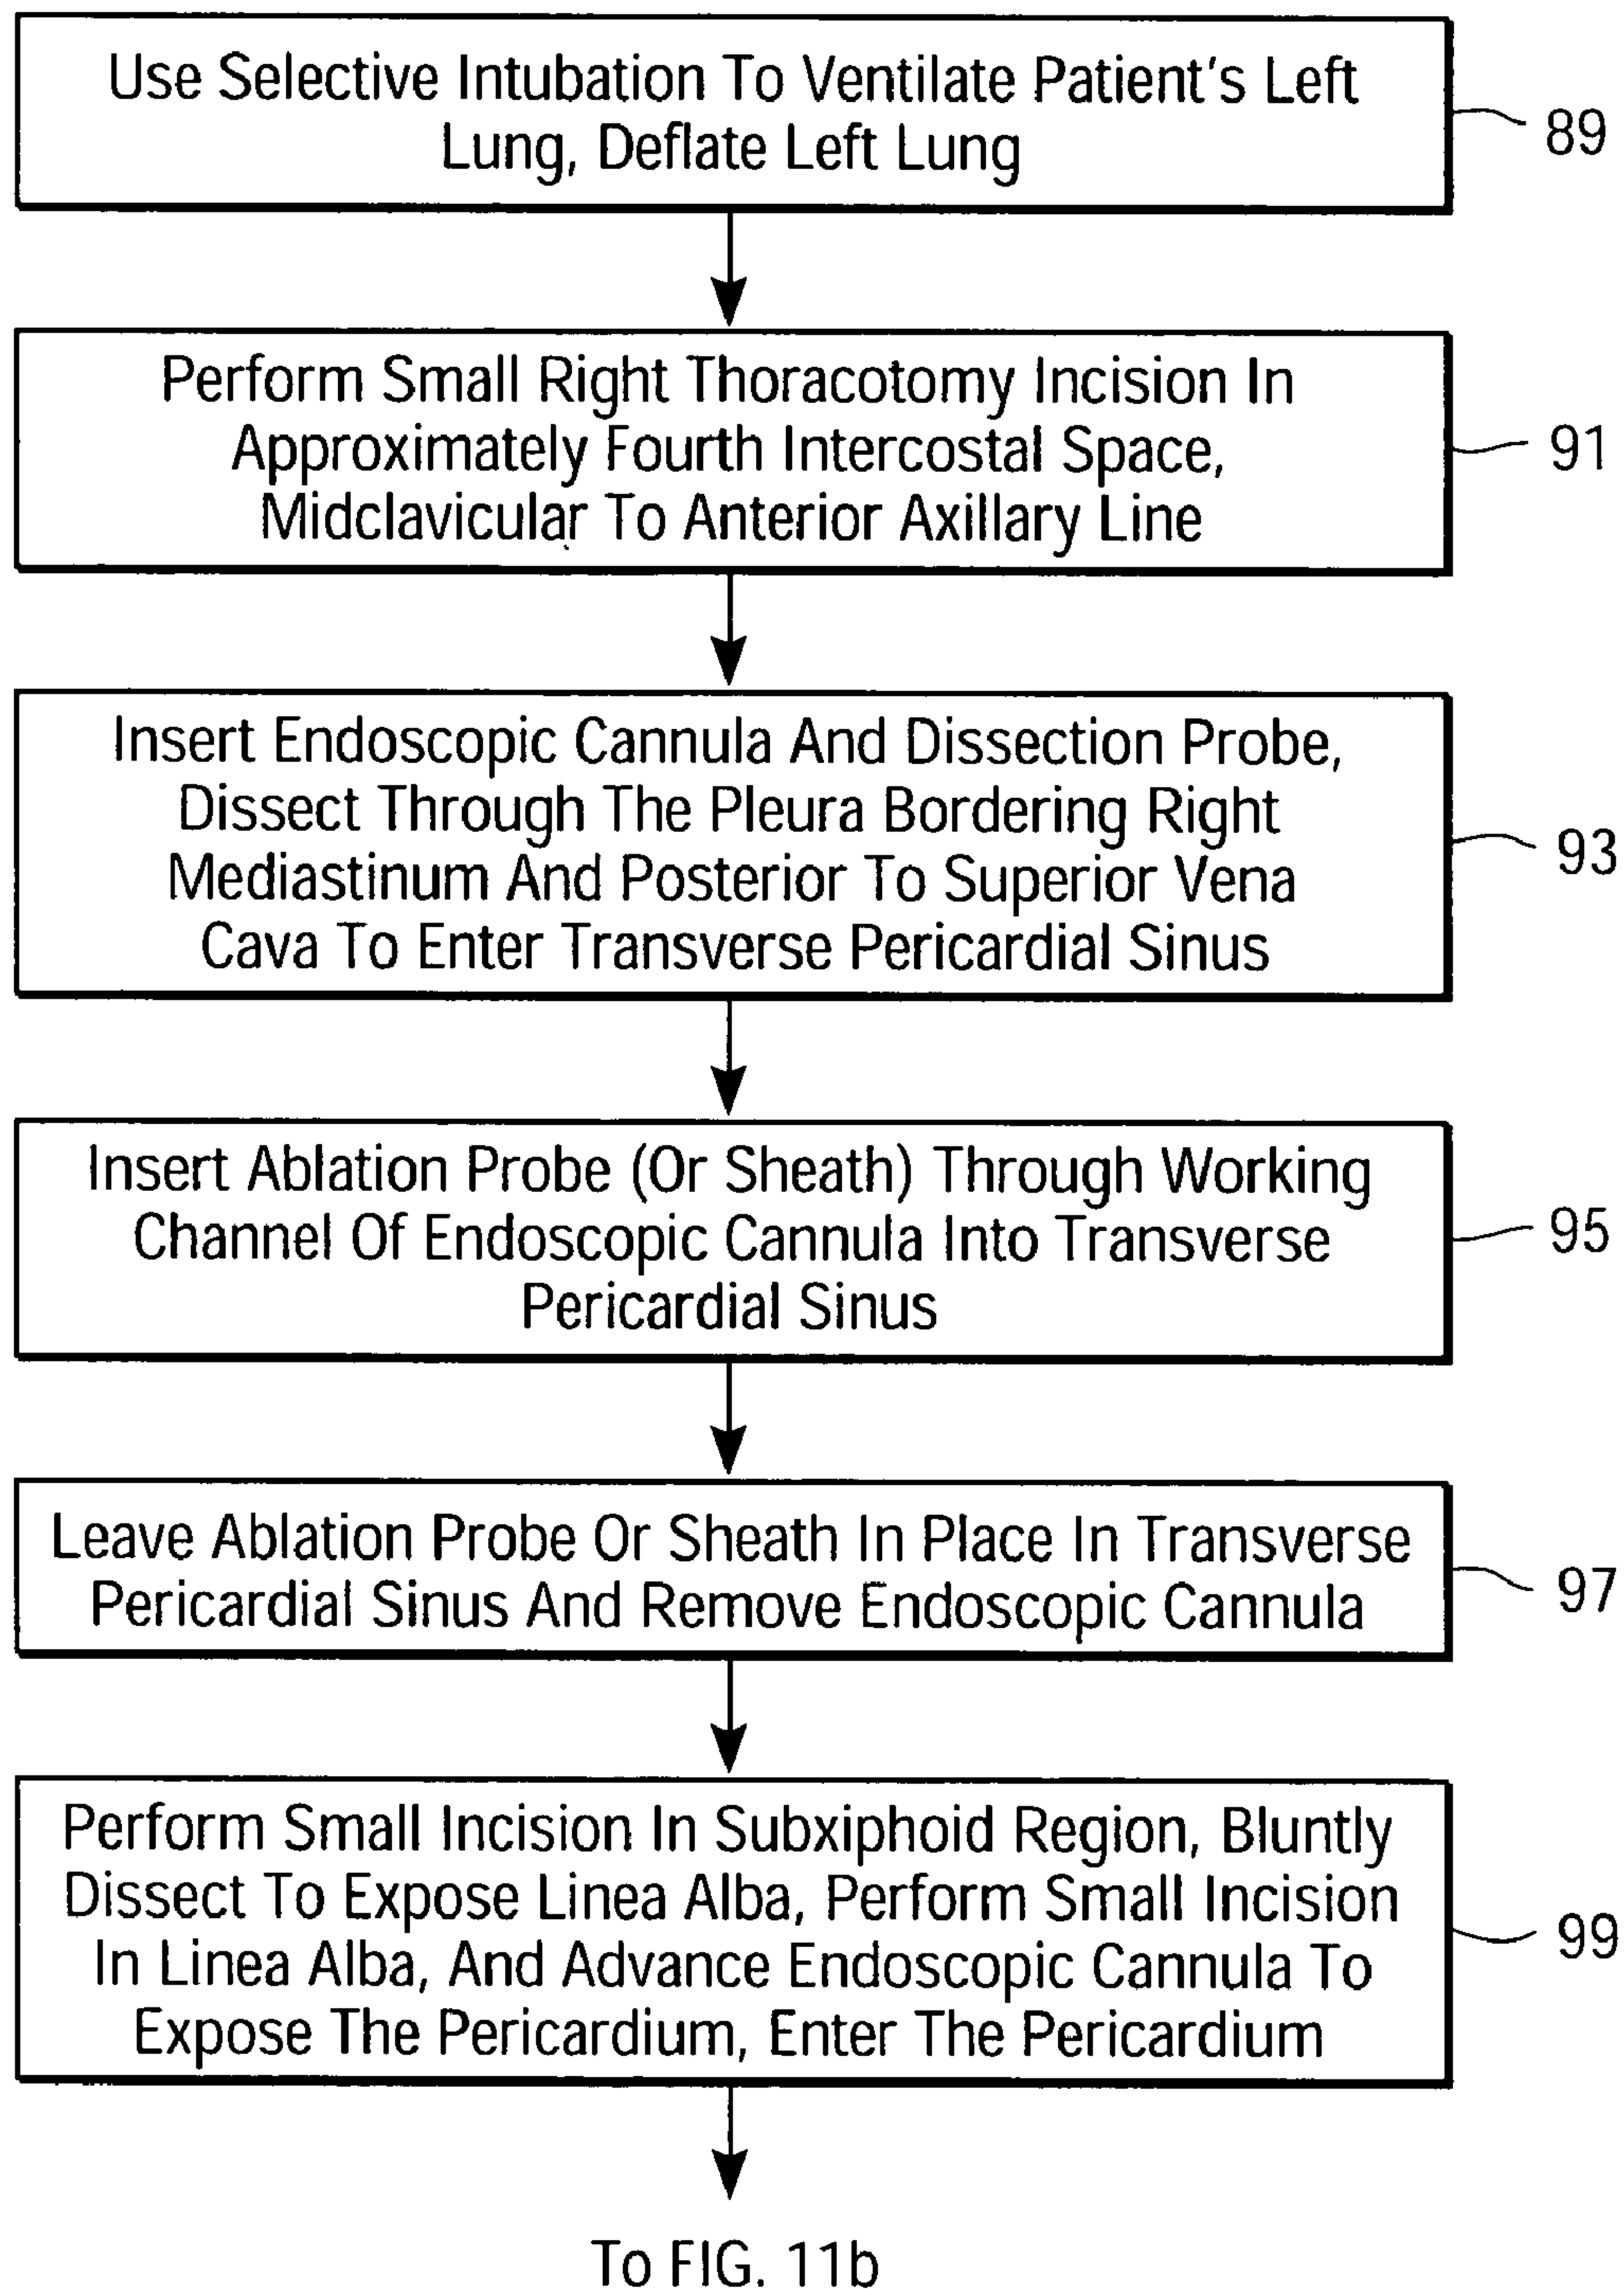 Use Selective Intubation To Ventilate Patient's Left
Lung, Deflate Left Lung
89
Perform Small Right Thoracotomy Incision In
Approximately Fourth Intercostal Space,
Midclavicular To Anterior Axillary Line
91
Insert Endoscopic Cannula And Dissection Probe,
Dissect Through The Pleura Bordering Right
Mediastinum And Posterior To Superior Vena
Cava To Enter Transverse Pericardial Sinus
93
Insert Ablation Probe (Or Sheath) Through Working
Channel Of Endoscopic Cannula Into Transverse
Pericardial Sinus
95
Leave Ablation Probe Or Sheath In Place In Transverse
Pericardial Sinus And Remove Endoscopic Cannula
97
Perform Small Incision In Subxiphoid Region, Bluntly
Dissect To Expose Linea Alba, Perform Small Incision
In Linea Alba, And Advance Endoscopic Cannula To
Expose The Pericardium, Enter The Pericardium
99
To FIG. 11b